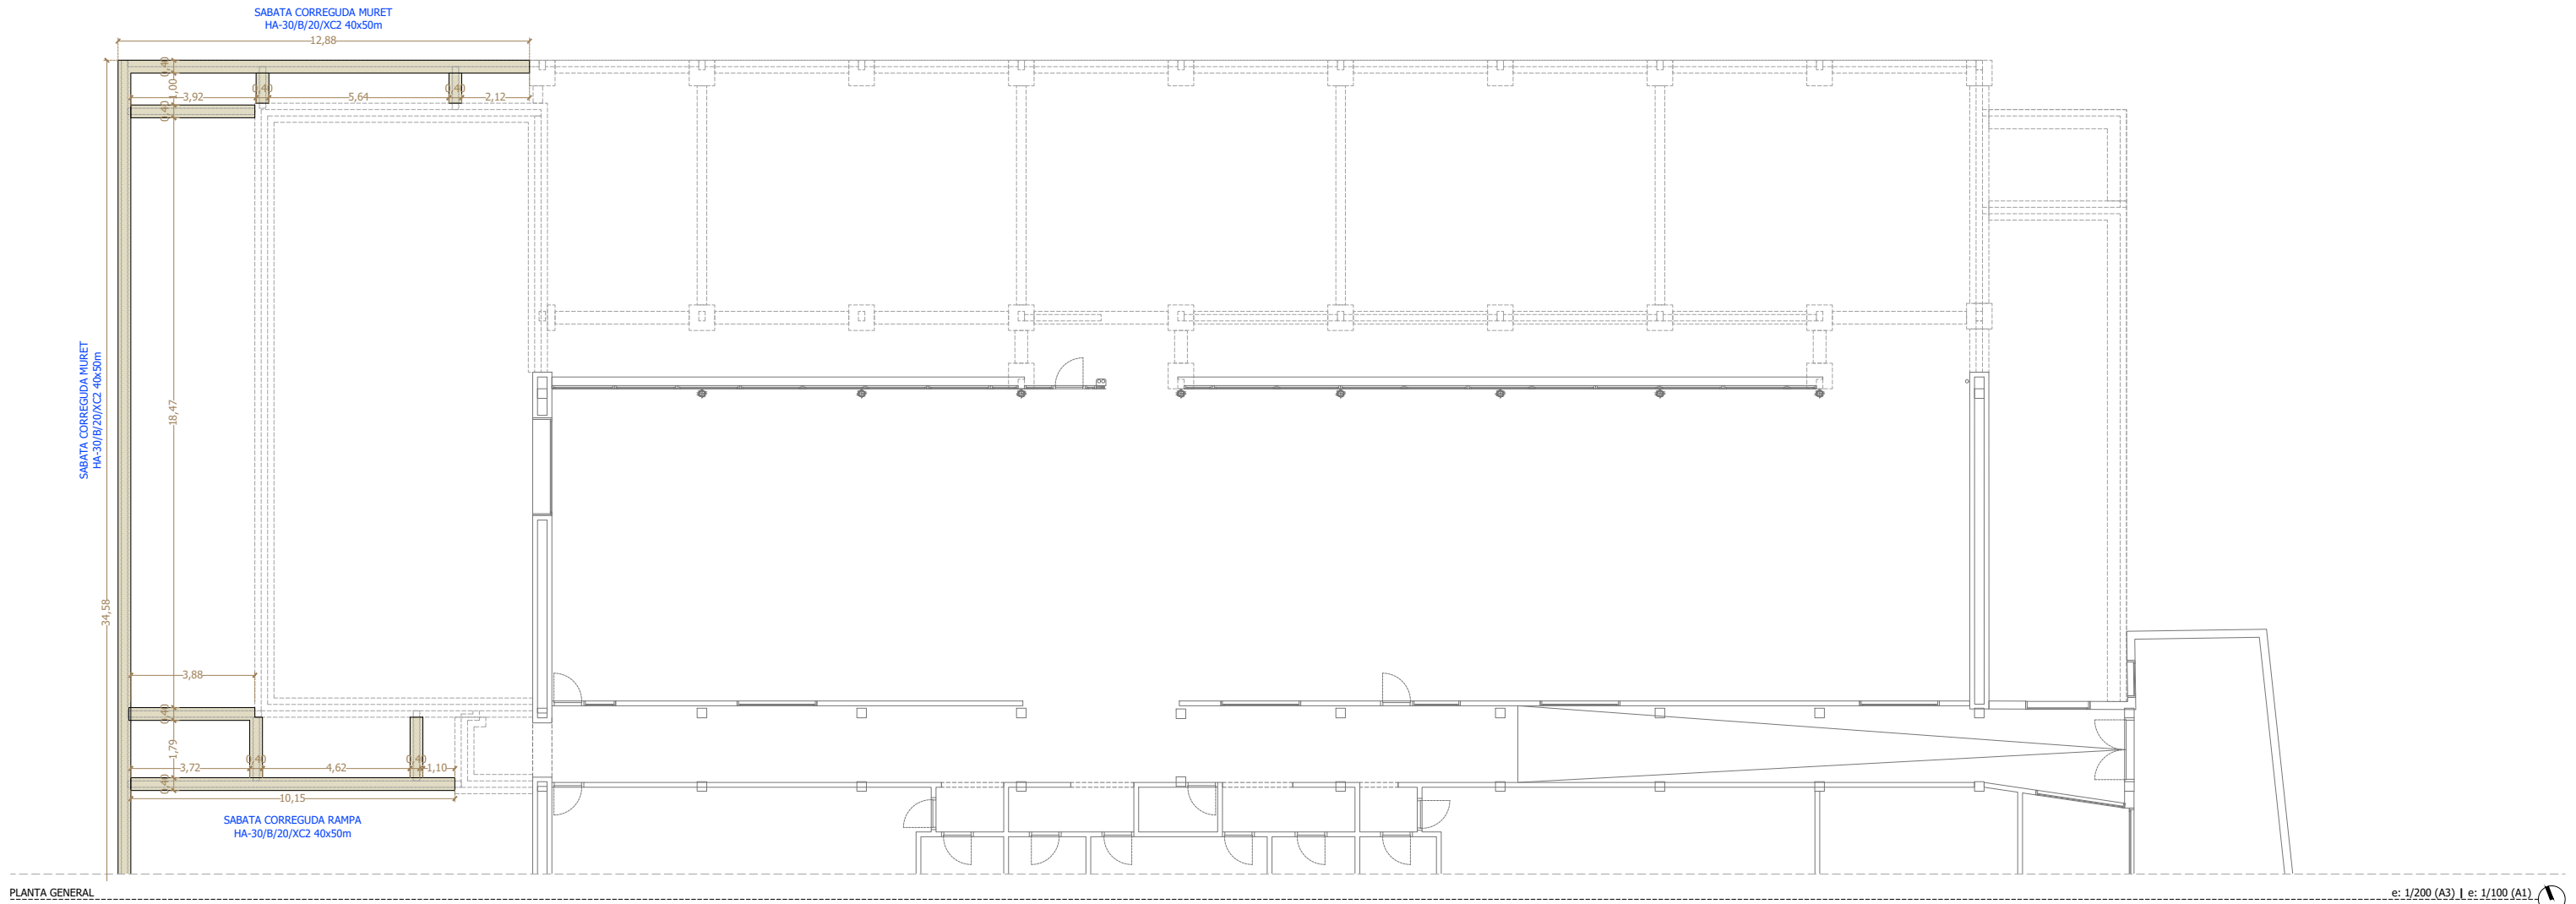 SABATA CORREGUDA MURET
HA-30/B/20/XC2 40x50m
12,88
0,40
1,00
0,40
3,92
0,40
5,64
0,40
2,12
SABATA CORREGUDA MURET
HA-30/B/20/XC2 40x50m
18,47
34,58
3,88
0,40
1,79
0,40
3,72
0,40
4,62
0,40
1,10
10,15
SABATA CORREGUDA RAMPA
HA-30/B/20/XC2 40x50m
PLANTA GENERAL
e: 1/200 (A3) | e: 1/100 (A1)